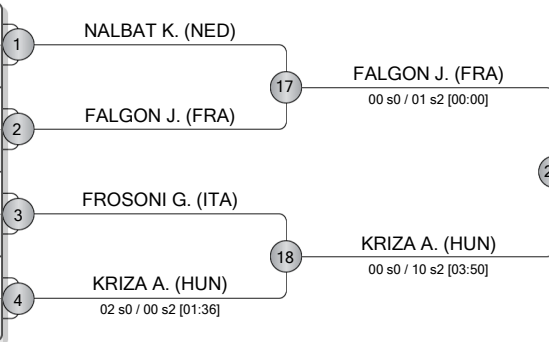 1
NALBAT K. (NED)
17
FALGON J. (FRA)
00 s0 / 01 s2 [00:00]
2
FALGON J. (FRA)
3
FROSONI G. (ITA)
18
KRIZA A. (HUN)
00 s0 / 10 s2 [03:50]
4
KRIZA A. (HUN)
02 s0 / 00 s2 [01:36]